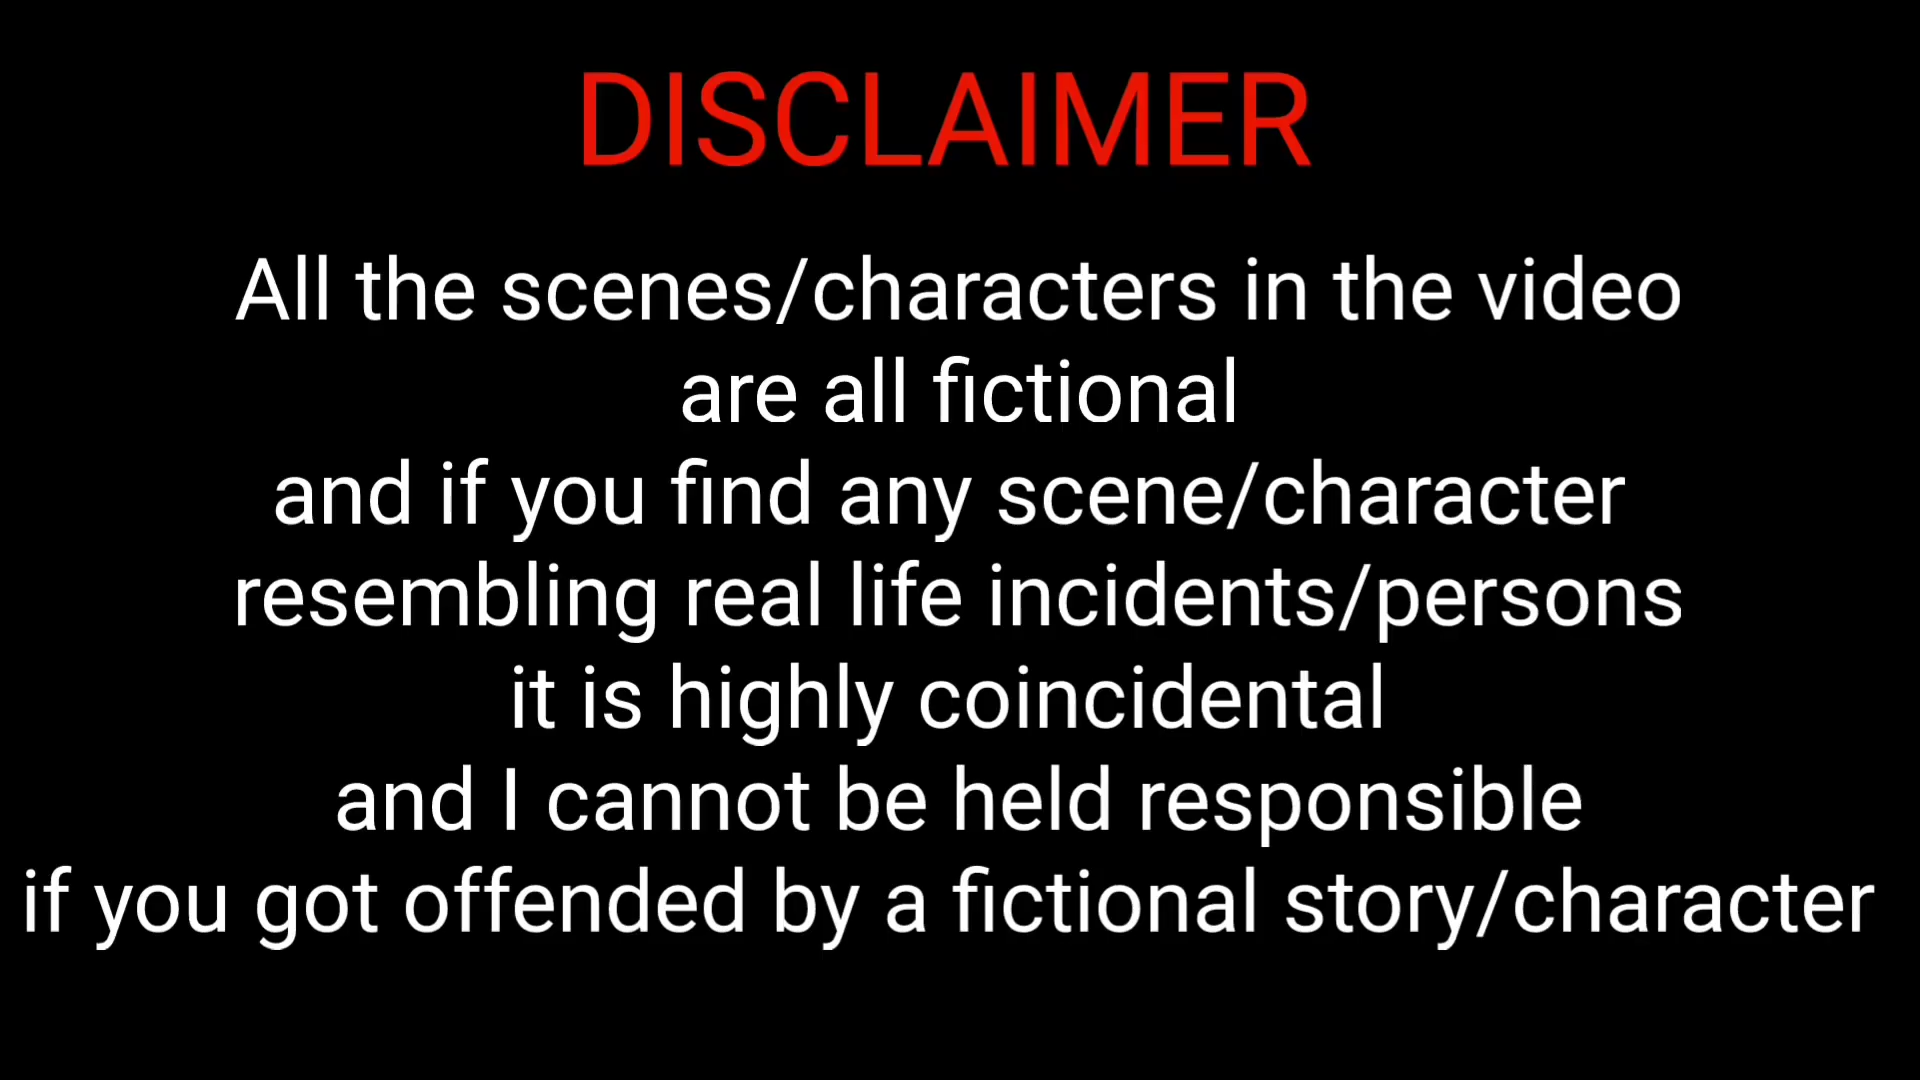 DISCLAIMER
All the scenes/characters in the video
are all fictional
and if you find any scene/character
resembling real life incidents/persons
it is highly coincidental
and I cannot be held responsible
if you got offended by a fictional story/character